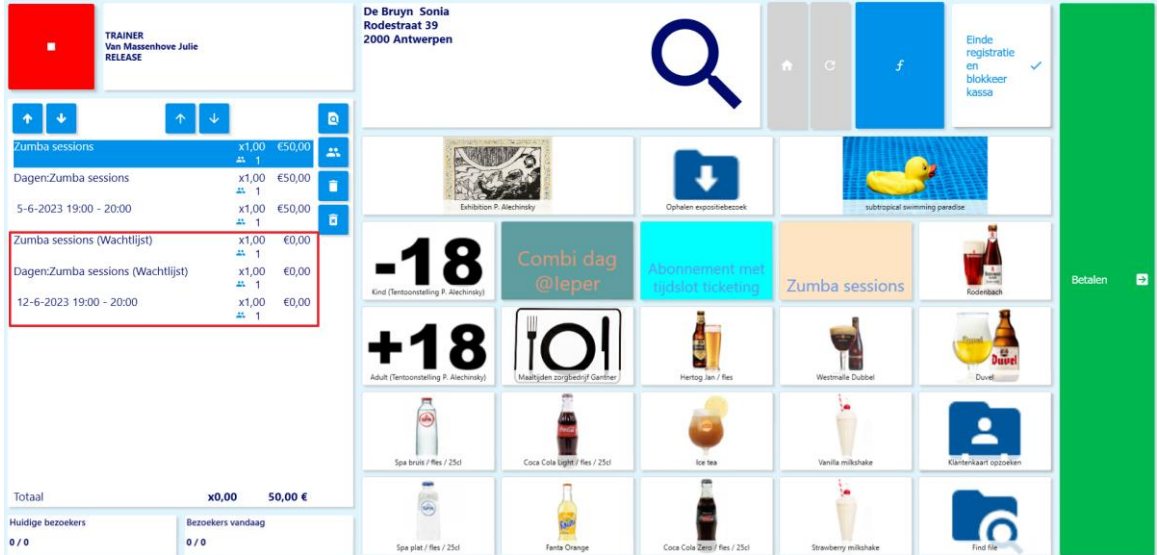 TRAINER
Van Massenhove Julie
RELEASE
De Bruyn Sonia
Rodestraat 39
2000 Antwerpen
f
Einde
registratie
en
blokkeer
kassa
Zumba sessions x1,00 €50,00
1
Dagen:Zumba sessions x1,00 €50,00
1
5-6-2023 19:00 - 20:00 x1,00 €50,00
1
Zumba sessions (Wachtlijst) x1,00 €0,00
1
Dagen:Zumba sessions (Wachtlijst) x1,00 €0,00
1
12-6-2023 19:00 - 20:00 x1,00 €0,00
1
Totaal x0,00 50,00 €
Huidige bezoekers
0 / 0
Bezoekers vandaag
0 / 0
Exhibition P. Alechinsky
Ophalen expositiebezoek
subtropical swimming paradise
-18
Kind (Tentoonstelling P. Alechinsky)
Combi dag
@Ieper
Abonnement met
tijdslot ticketing
Zumba sessions
Rodenbach
+18
Adult (Tentoonstelling P. Alechinsky)
Maaltijden zorgbedrijf Gantner
Hertog Jan / fles
Westmalle Dubbel
Duvel
Duvel
Spa bruis / fles / 25cl
Coca Cola Light / fles / 25cl
Ice tea
Vanilla milkshake
Klantenkaart opzoeken
Spa plat / fles / 25cl
Fanta Orange
Coca Cola Zero / fles / 25cl
Strawberry milkshake
Find file
Betalen